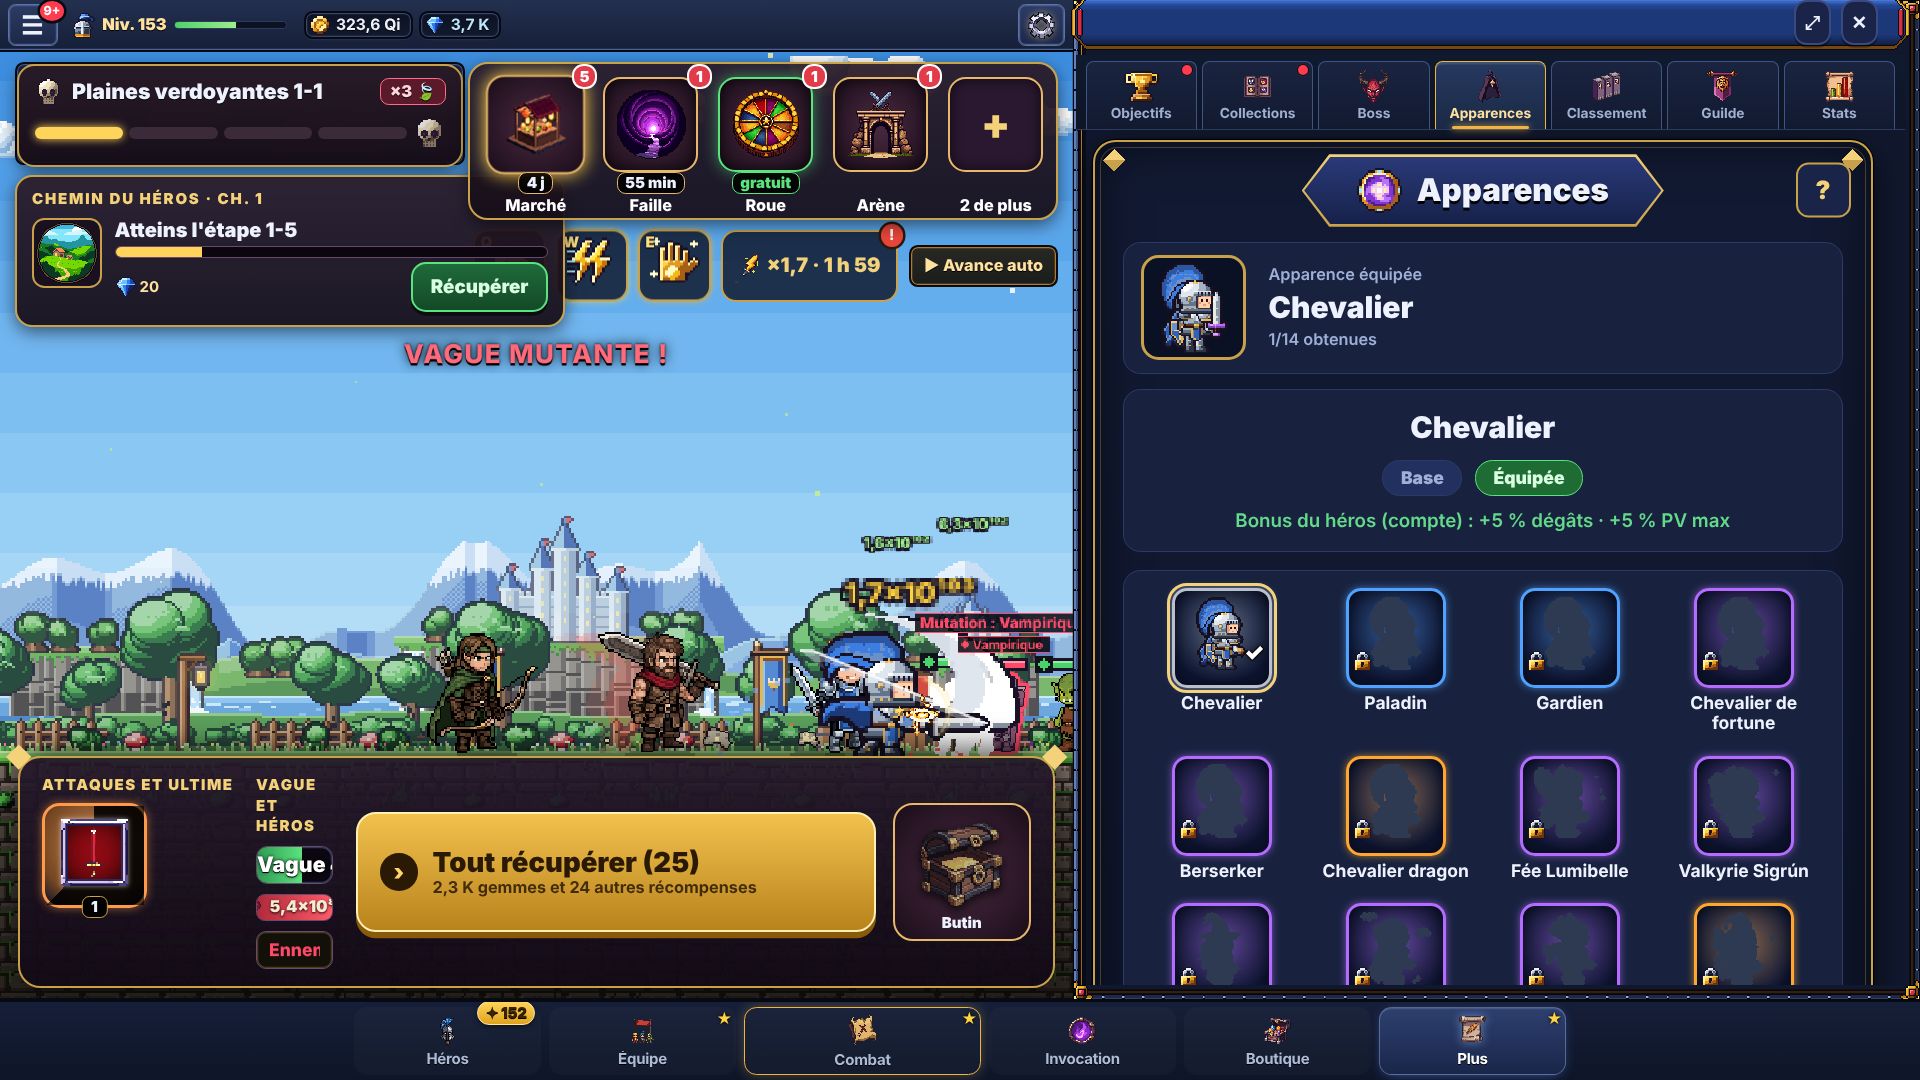 9+
Niv. 153
323,6 Qi
3,7 K
Plaines verdoyantes 1-1
×3
5
1
1
1
4 j
55 min
gratuit
Marché
Faille
Roue
Arène
2 de plus
CHEMIN DU HÉROS · CH. 1
Atteins l'étape 1-5
20
Récupérer
W
E
×1,7 · 1 h 59
!
Avance auto
VAGUE MUTANTE !
Mutation : Vampiriqu
Vampirique
ATTAQUES ET ULTIME
1
VAGUE
ET
HÉROS
Vague
5,4×10
Enner
Tout récupérer (25)
2,3 K gemmes et 24 autres récompenses
Butin
Objectifs
Collections
Boss
Apparences
Classement
Guilde
Stats
Apparences
?
Apparence équipée
Chevalier
1/14 obtenues
Chevalier
Base
Équipée
Bonus du héros (compte) : +5 % dégâts · +5 % PV max
Chevalier
Paladin
Gardien
Chevalier de
fortune
Berserker
Chevalier dragon
Fée Lumibelle
Valkyrie Sigrún
152
Héros
Équipe
Combat
Invocation
Boutique
Plus